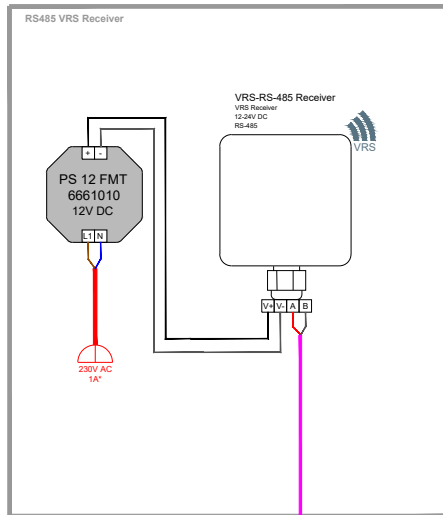 RS485 VRS Receiver
VRS-RS-485 Receiver
VRS Receiver
12-24V DC
RS-485
VRS
+ -
PS 12 FMT
6661010
12V DC
L1 N
V+ V- A B
230V AC
1A*